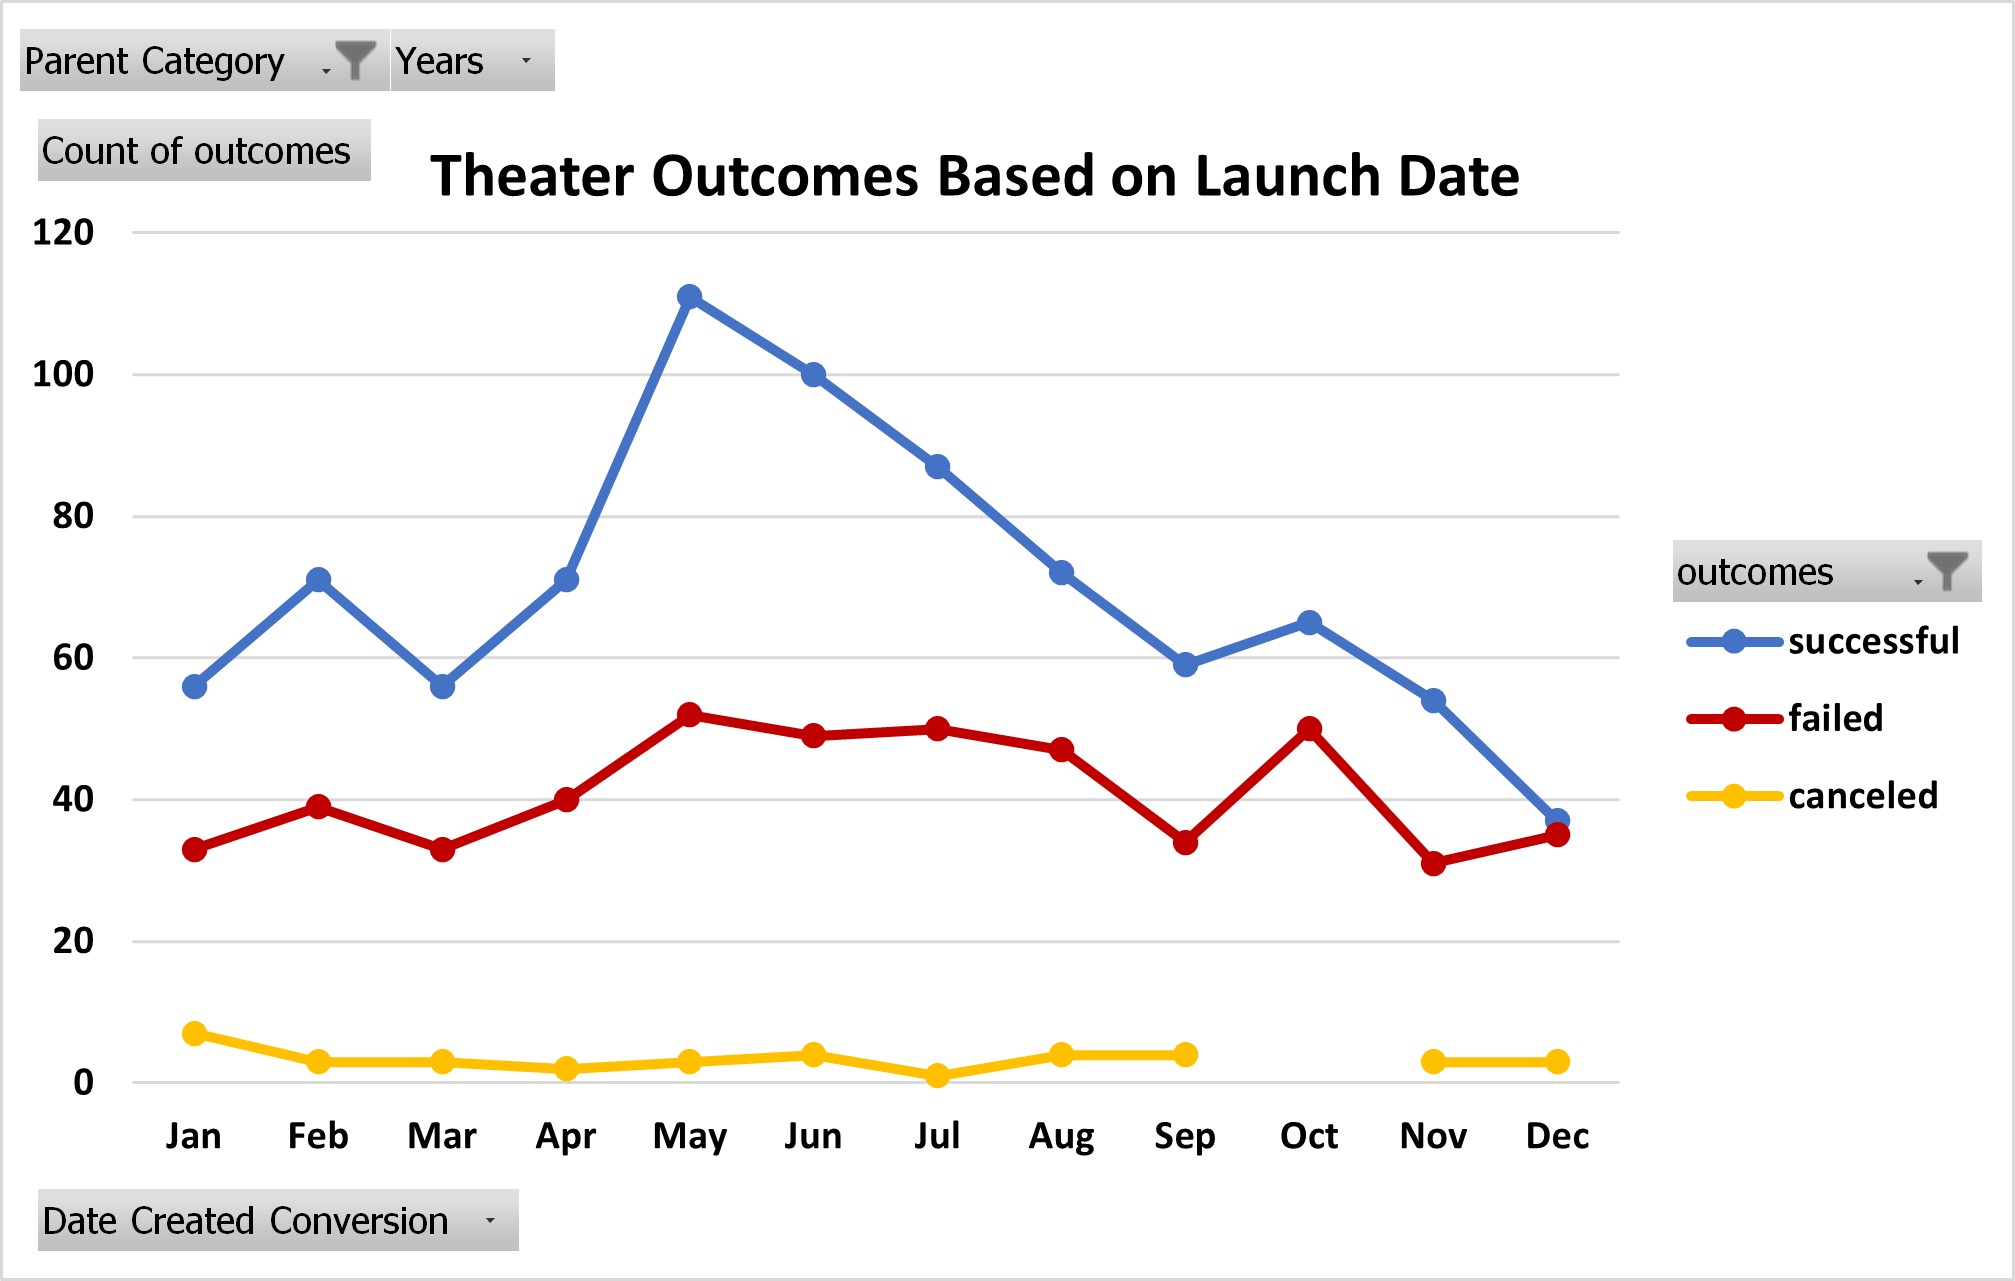 Parent Category Years
Count of outcomes
Theater Outcomes Based on Launch Date
120
100
80
60
40
20
0
Jan Feb Mar Apr May Jun Jul Aug Sep Oct Nov Dec
outcomes
successful
failed
canceled
Date Created Conversion